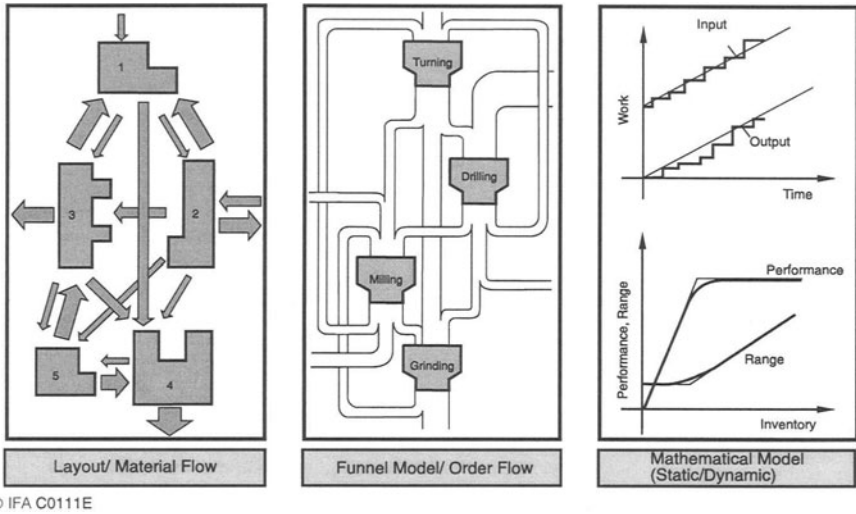 1
3
2
5
4
Layout/ Material Flow
Turning
Drilling
Milling
Grinding
Funnel Model/ Order Flow
Input
Work
Output
Time
Performance
Performance, Range
Range
Inventory
Mathematical Model
(Static/Dynamic)
© IFA C0111E